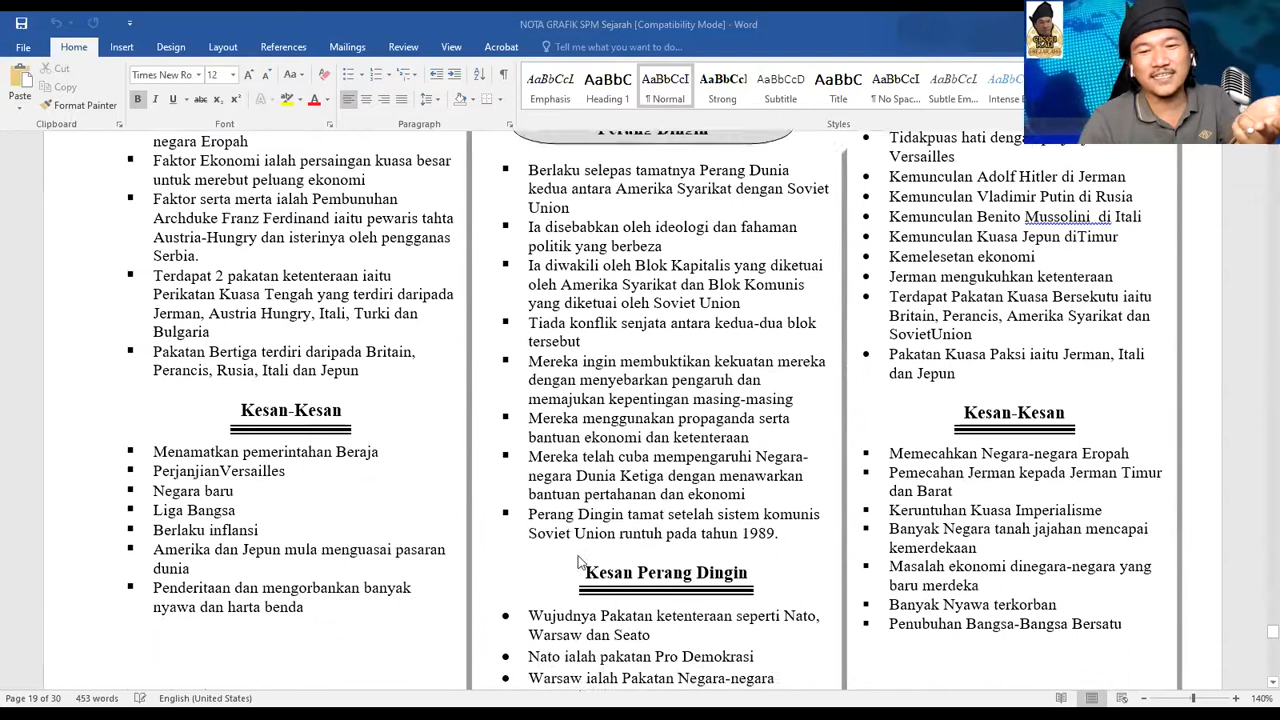 NOTA GRAFIK SPM Sejarah [Compatibility Mode] - Word
File Home Insert Design Layout References Mailings Review View Acrobat Tell me what you want to do...
Paste
Cut
Copy
Format Painter
Clipboard
Times New Ro 12
B I U abc x₂ x²
Font
Paragraph
AaBbCcL AaBbC AaBbCcI AaBbCcI AaBbCcD AaBbC AaBbCcI AaBbCcI AaBbCcI
Emphasis Heading 1 ¶ Normal Strong Subtitle Title ¶ No Spac... Subtle Em... Intense E
Styles
negara Eropah
Faktor Ekonomi ialah persaingan kuasa besar
untuk merebut peluang ekonomi
Faktor serta merta ialah Pembunuhan
Archduke Franz Ferdinand iaitu pewaris tahta
Austria-Hungry dan isterinya oleh pengganas
Serbia.
Terdapat 2 pakatan ketenteraan iaitu
Perikatan Kuasa Tengah yang terdiri daripada
Jerman, Austria Hungry, Itali, Turki dan
Bulgaria
Pakatan Bertiga terdiri daripada Britain,
Perancis, Rusia, Itali dan Jepun
Kesan-Kesan
Menamatkan pemerintahan Beraja
PerjanjianVersailles
Negara baru
Liga Bangsa
Berlaku inflansi
Amerika dan Jepun mula menguasai pasaran
dunia
Penderitaan dan mengorbankan banyak
nyawa dan harta benda
Perang Dingin
Berlaku selepas tamatnya Perang Dunia
kedua antara Amerika Syarikat dengan Soviet
Union
Ia disebabkan oleh ideologi dan fahaman
politik yang berbeza
Ia diwakili oleh Blok Kapitalis yang diketuai
oleh Amerika Syarikat dan Blok Komunis
yang diketuai oleh Soviet Union
Tiada konflik senjata antara kedua-dua blok
tersebut
Mereka ingin membuktikan kekuatan mereka
dengan menyebarkan pengaruh dan
memajukan kepentingan masing-masing
Mereka menggunakan propaganda serta
bantuan ekonomi dan ketenteraan
Mereka telah cuba mempengaruhi Negara-
negara Dunia Ketiga dengan menawarkan
bantuan pertahanan dan ekonomi
Perang Dingin tamat setelah sistem komunis
Soviet Union runtuh pada tahun 1989.
Kesan Perang Dingin
Wujudnya Pakatan ketenteraan seperti Nato,
Warsaw dan Seato
Nato ialah pakatan Pro Demokrasi
Warsaw ialah Pakatan Negara-negara
Tidakpuas hati
Versailles
Kemunculan Adolf Hitler di Jerman
Kemunculan Vladimir Putin di Rusia
Kemunculan Benito Mussolini di Itali
Kemunculan Kuasa Jepun diTimur
Kemelesetan ekonomi
Jerman mengukuhkan ketenteraan
Terdapat Pakatan Kuasa Bersekutu iaitu
Britain, Perancis, Amerika Syarikat dan
SovietUnion
Pakatan Kuasa Paksi iaitu Jerman, Itali
dan Jepun
Kesan-Kesan
Memecahkan Negara-negara Eropah
Pemecahan Jerman kepada Jerman Timur
dan Barat
Keruntuhan Kuasa Imperialisme
Banyak Negara tanah jajahan mencapai
kemerdekaan
Masalah ekonomi dinegara-negara yang
baru merdeka
Banyak Nyawa terkorban
Penubuhan Bangsa-Bangsa Bersatu
Page 19 of 30 453 words English (United States) 140%